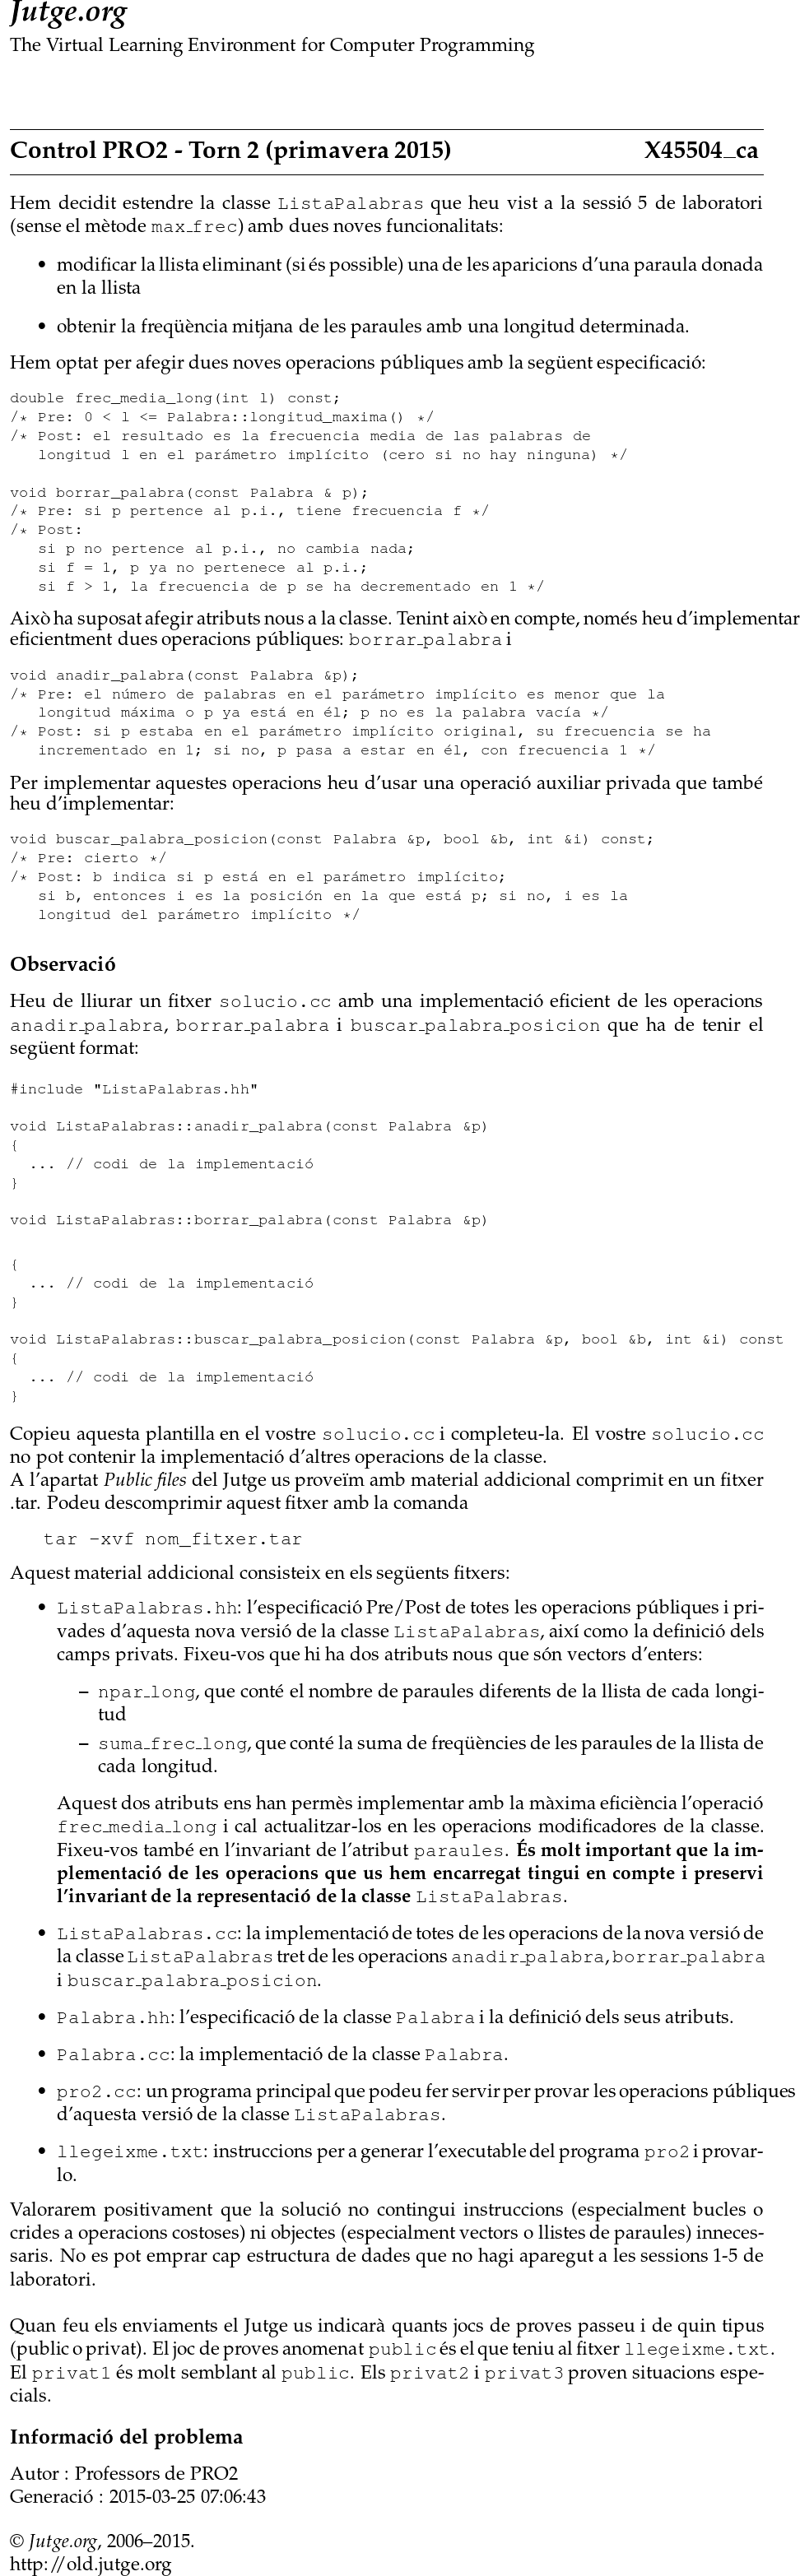 Jutge.org
The Virtual Learning Environment for Computer Programming
Control PRO2 - Torn 2 (primavera 2015) X45504_ca
Hem decidit estendre la classe ListaPalabras que heu vist a la sessió 5 de laboratori
(sense el mètode max_frec) amb dues noves funcionalitats:
• modificar la llista eliminant (si és possible) una de les aparicions d'una paraula donada
en la llista
• obtenir la freqüència mitjana de les paraules amb una longitud determinada.
Hem optat per afegir dues noves operacions públiques amb la següent especificació:
double frec_media_long(int l) const;
/* Pre: 0 < l <= Palabra::longitud_maxima() */
/* Post: el resultado es la frecuencia media de las palabras de
longitud l en el parámetro implícito (cero si no hay ninguna) */
void borrar_palabra(const Palabra & p);
/* Pre: si p pertence al p.i., tiene frecuencia f */
/* Post:
si p no pertence al p.i., no cambia nada;
si f = 1, p ya no pertenece al p.i.;
si f > 1, la frecuencia de p se ha decrementado en 1 */
Això ha suposat afegir atributs nous a la classe. Tenint això en compte, només heu d'implementar
eficientment dues operacions públiques: borrar_palabra i
void anadir_palabra(const Palabra &p);
/* Pre: el número de palabras en el parámetro implícito es menor que la
longitud máxima o p ya está en él; p no es la palabra vacía */
/* Post: si p estaba en el parámetro implícito original, su frecuencia se ha
incrementado en 1; si no, p pasa a estar en él, con frecuencia 1 */
Per implementar aquestes operacions heu d'usar una operació auxiliar privada que també
heu d'implementar:
void buscar_palabra_posicion(const Palabra &p, bool &b, int &i) const;
/* Pre: cierto */
/* Post: b indica si p está en el parámetro implícito;
si b, entonces i es la posición en la que está p; si no, i es la
longitud del parámetro implícito */
Observació
Heu de lliurar un fitxer solucio.cc amb una implementació eficient de les operacions
anadir_palabra, borrar_palabra i buscar_palabra_posicion que ha de tenir el
següent format:
#include "ListaPalabras.hh"
void ListaPalabras::anadir_palabra(const Palabra &p)
{
... // codi de la implementació
}
void ListaPalabras::borrar_palabra(const Palabra &p)
{
... // codi de la implementació
}
void ListaPalabras::buscar_palabra_posicion(const Palabra &p, bool &b, int &i) const
{
... // codi de la implementació
}
Copieu aquesta plantilla en el vostre solucio.cc i completeu-la. El vostre solucio.cc
no pot contenir la implementació d'altres operacions de la classe.
A l'apartat Public files del Jutge us proveïm amb material addicional comprimit en un fitxer
.tar. Podeu descomprimir aquest fitxer amb la comanda
tar -xvf nom_fitxer.tar
Aquest material addicional consisteix en els següents fitxers:
• ListaPalabras.hh: l'especificació Pre/Post de totes les operacions públiques i pri-
vades d'aquesta nova versió de la classe ListaPalabras, així como la definició dels
camps privats. Fixeu-vos que hi ha dos atributs nous que són vectors d'enters:
– npar_long, que conté el nombre de paraules diferents de la llista de cada longi-
tud
– suma_frec_long, que conté la suma de freqüències de les paraules de la llista de
cada longitud.
Aquest dos atributs ens han permès implementar amb la màxima eficiència l'operació
frec_media_long i cal actualitzar-los en les operacions modificadores de la classe.
Fixeu-vos també en l'invariant de l'atribut paraules. És molt important que la im-
plementació de les operacions que us hem encarregat tingui en compte i preservi
l'invariant de la representació de la classe ListaPalabras.
• ListaPalabras.cc: la implementació de totes de les operacions de la nova versió de
la classe ListaPalabras tret de les operacions anadir_palabra, borrar_palabra
i buscar_palabra_posicion.
• Palabra.hh: l'especificació de la classe Palabra i la definició dels seus atributs.
• Palabra.cc: la implementació de la classe Palabra.
• pro2.cc: un programa principal que podeu fer servir per provar les operacions públiques
d'aquesta versió de la classe ListaPalabras.
• llegeixme.txt: instruccions per a generar l'executable del programa pro2 i provar-
lo.
Valorarem positivament que la solució no contingui instruccions (especialment bucles o
crides a operacions costoses) ni objectes (especialment vectors o llistes de paraules) inneces-
saris. No es pot emprar cap estructura de dades que no hagi aparegut a les sessions 1-5 de
laboratori.
Quan feu els enviaments el Jutge us indicarà quants jocs de proves passeu i de quin tipus
(public o privat). El joc de proves anomenat public és el que teniu al fitxer llegeixme.txt.
El privat1 és molt semblant al public. Els privat2 i privat3 proven situacions espe-
cials.
Informació del problema
Autor : Professors de PRO2
Generació : 2015-03-25 07:06:43
© Jutge.org, 2006–2015.
http://old.jutge.org